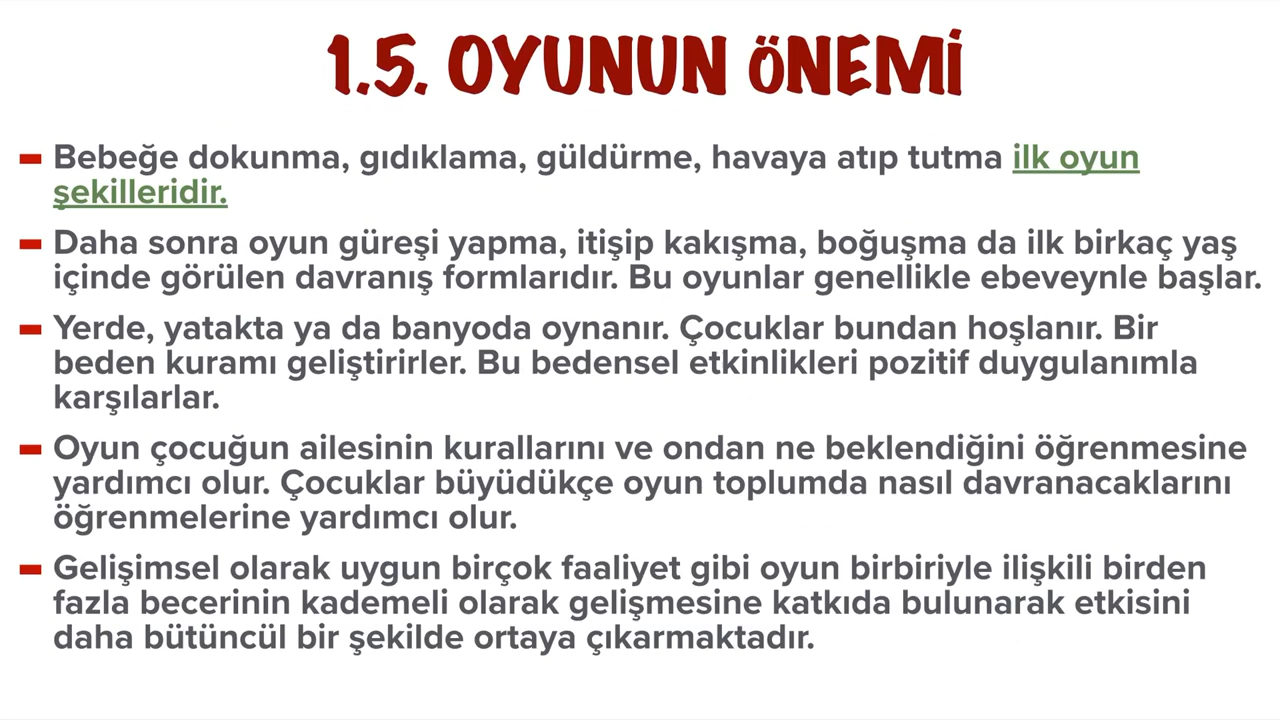 1.5. OYUNUN ÖNEMİ
- Bebeğe dokunma, gıdıklama, güldürme, havaya atıp tutma ilk oyun
şekilleridir.
- Daha sonra oyun güreşi yapma, itişip kakışma, boğuşma da ilk birkaç yaş
içinde görülen davranış formlarıdır. Bu oyunlar genellikle ebeveynle başlar.
- Yerde, yatakta ya da banyoda oynanır. Çocuklar bundan hoşlanır. Bir
beden kuramı geliştirirler. Bu bedensel etkinlikleri pozitif duygulanımla
karşılarlar.
- Oyun çocuğun ailesinin kurallarını ve ondan ne beklendiğini öğrenmesine
yardımcı olur. Çocuklar büyüdükçe oyun toplumda nasıl davranacaklarını
öğrenmelerine yardımcı olur.
- Gelişimsel olarak uygun birçok faaliyet gibi oyun birbiriyle ilişkili birden
fazla becerinin kademeli olarak gelişmesine katkıda bulunarak etkisini
daha bütüncül bir şekilde ortaya çıkarmaktadır.